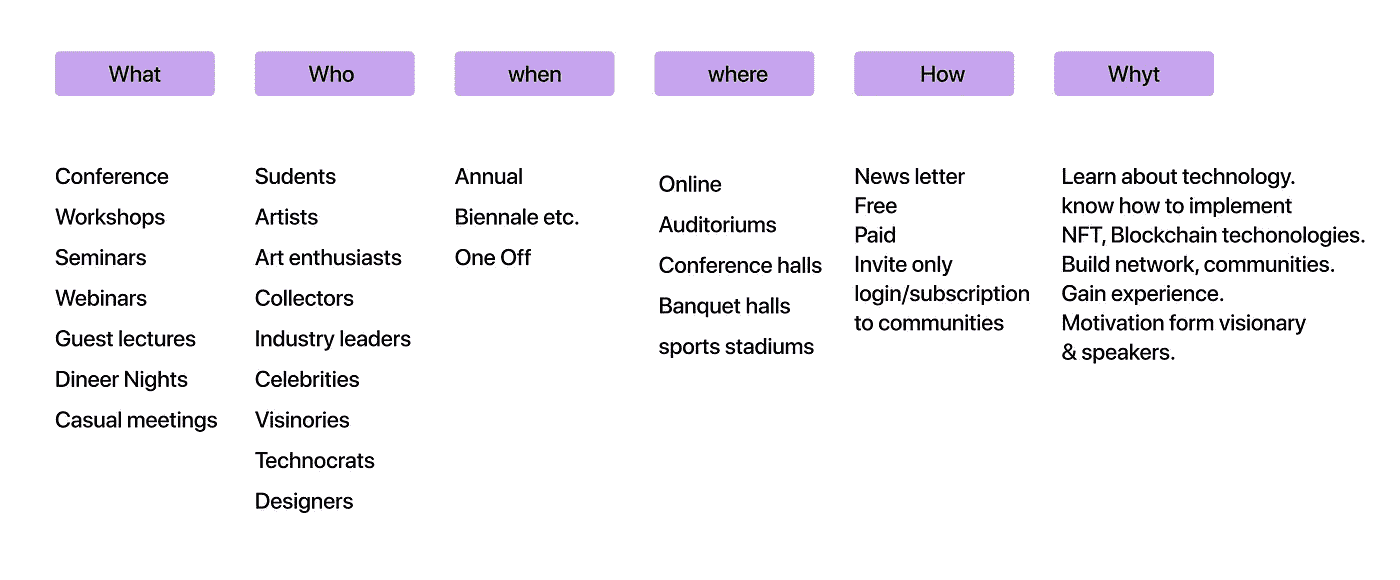 What
Who
when
where
How
Whyt
Conference
Workshops
Seminars
Webinars
Guest lectures
Dineer Nights
Casual meetings
Sudents
Artists
Art enthusiasts
Collectors
Industry leaders
Celebrities
Visinories
Technocrats
Designers
Annual
Biennale etc.
One Off
Online
Auditoriums
Conference halls
Banquet halls
sports stadiums
News letter
Free
Paid
Invite only
login/subscription
to communities
Learn about technology.
know how to implement
NFT, Blockchain techonologies.
Build network, communities.
Gain experience.
Motivation form visionary
& speakers.